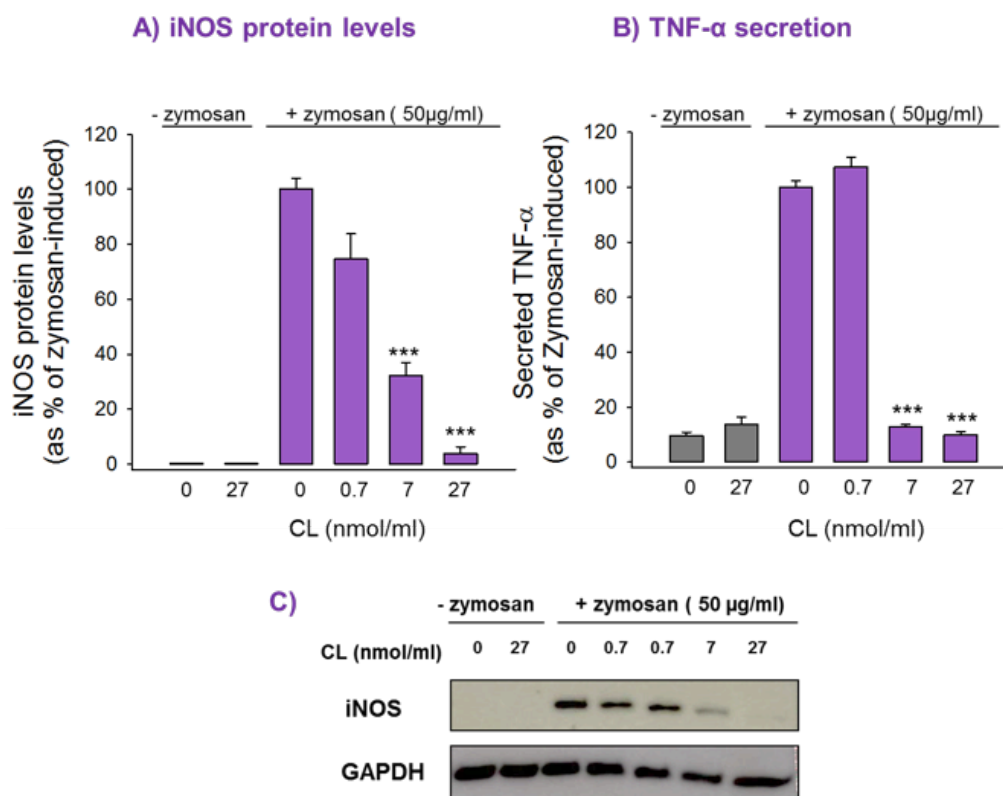 A) iNOS protein levels
- zymosan + zymosan ( 50µg/ml)
iNOS protein levels
(as % of zymosan-induced)
120
100
80
60
40
20
0
***
***
0 27 0 0.7 7 27
CL (nmol/ml)
B) TNF-α secretion
- zymosan + zymosan ( 50µg/ml)
Secreted TNF-α
(as % of Zymosan-induced)
120
100
80
60
40
20
0
*** ***
0 27 0 0.7 7 27
CL (nmol/ml)
C)
- zymosan + zymosan ( 50 µg/ml)
CL (nmol/ml) 0 27 0 0.7 0.7 7 27
iNOS
GAPDH